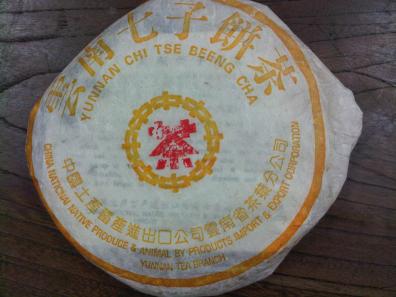 雲南七子餅茶
YUNNAN CHI TSE BEENG CHA
茶
中國土產畜產進出口公司雲南省茶葉分公司
CHINA NATIONAL NATIVE PRODUCE & ANIMAL BY PRODUCTS IMPORT & EXPORT CORPORATION
YUNNAN TEA BRANCH